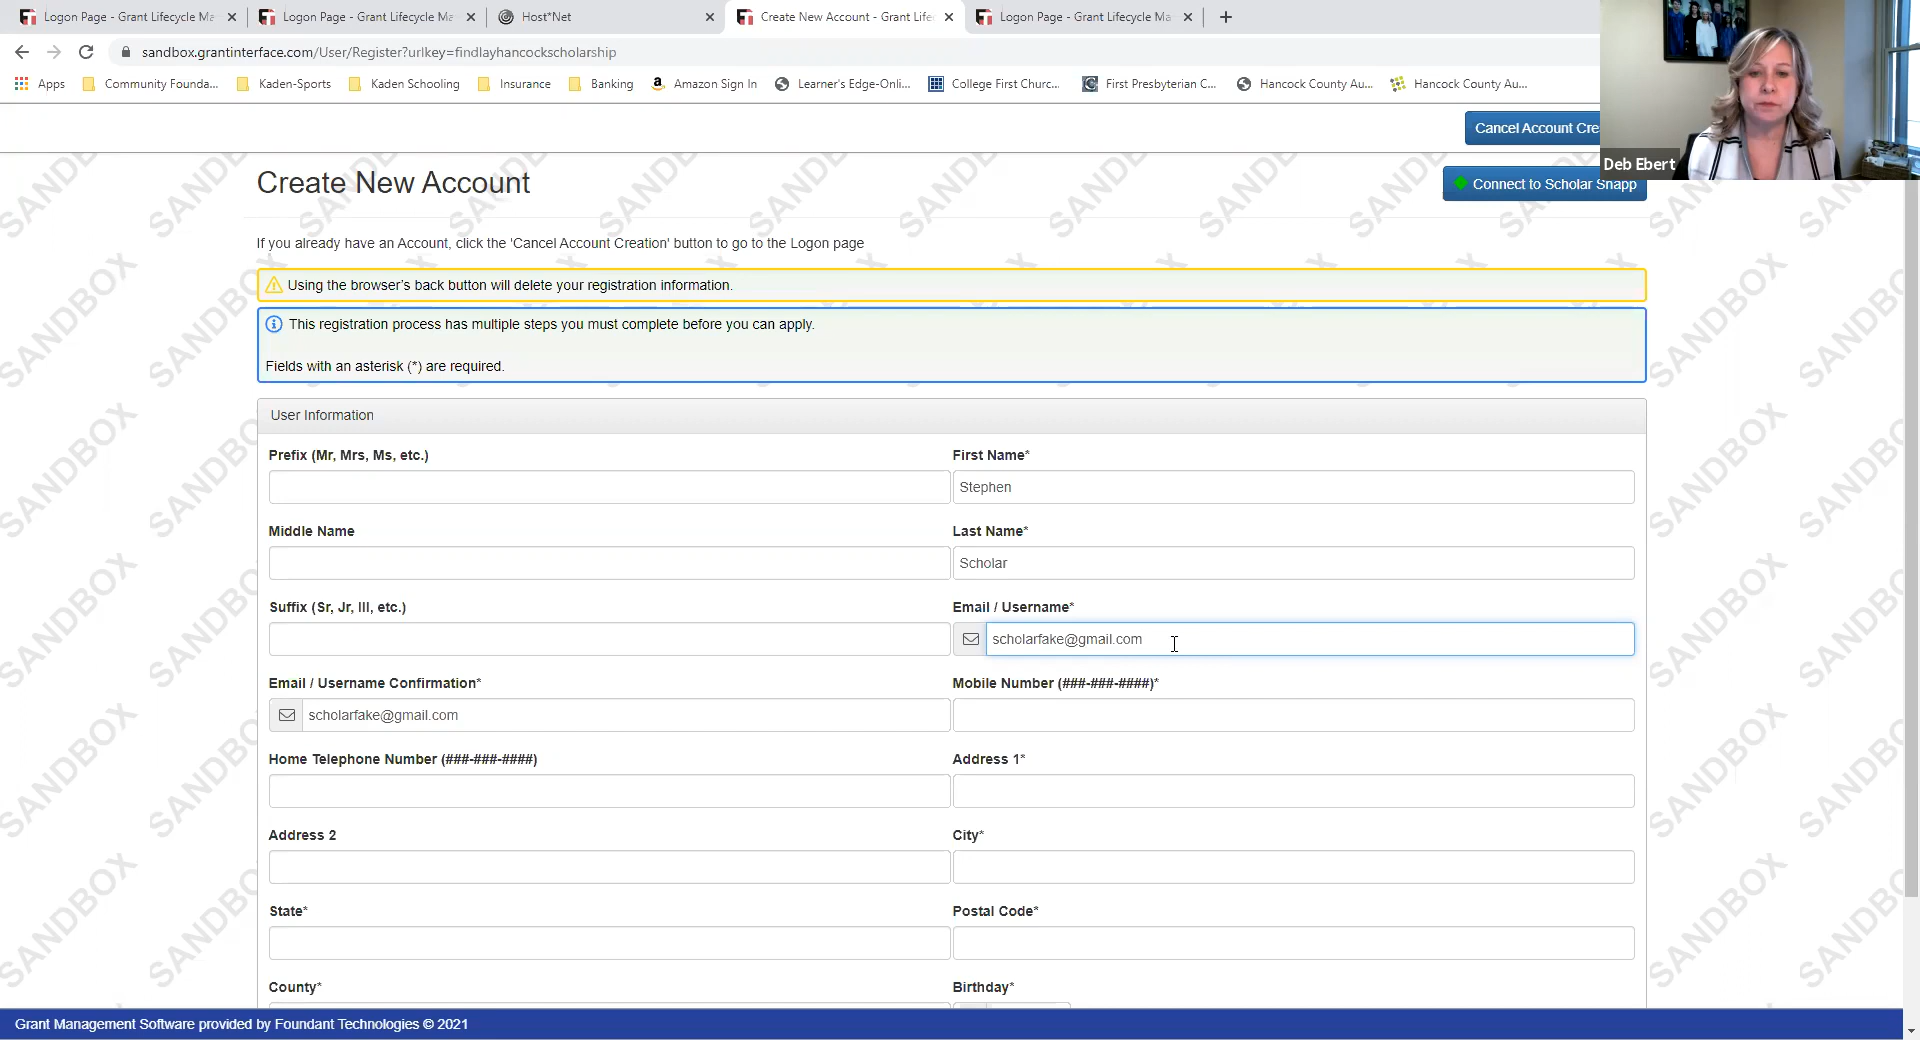 Logon Page - Grant Lifecycle Ma
Logon Page - Grant Lifecycle Ma
Host*Net
Create New Account - Grant Life
Logon Page - Grant Lifecycle Ma
sandbox.grantinterface.com/User/Register?urlkey=findlayhancockscholarship
Apps
Community Founda...
Kaden-Sports
Kaden Schooling
Insurance
Banking
Amazon Sign In
Learner's Edge-Onli...
College First Church...
First Presbyterian C...
Hancock County Au...
Hancock County Au...
Cancel Account Cre
Deb Ebert
Create New Account
Connect to Scholar Snapp
If you already have an Account, click the 'Cancel Account Creation' button to go to the Logon page
Using the browser's back button will delete your registration information.
This registration process has multiple steps you must complete before you can apply.
Fields with an asterisk (*) are required.
User Information
Prefix (Mr, Mrs, Ms, etc.)
First Name*
Stephen
Middle Name
Last Name*
Scholar
Suffix (Sr, Jr, III, etc.)
Email / Username*
scholarfake@gmail.com
Email / Username Confirmation*
scholarfake@gmail.com
Mobile Number (###-###-####)*
Home Telephone Number (###-###-####)
Address 1*
Address 2
City*
State*
Postal Code*
County*
Birthday*
Grant Management Software provided by Foundant Technologies © 2021
SANDBOX